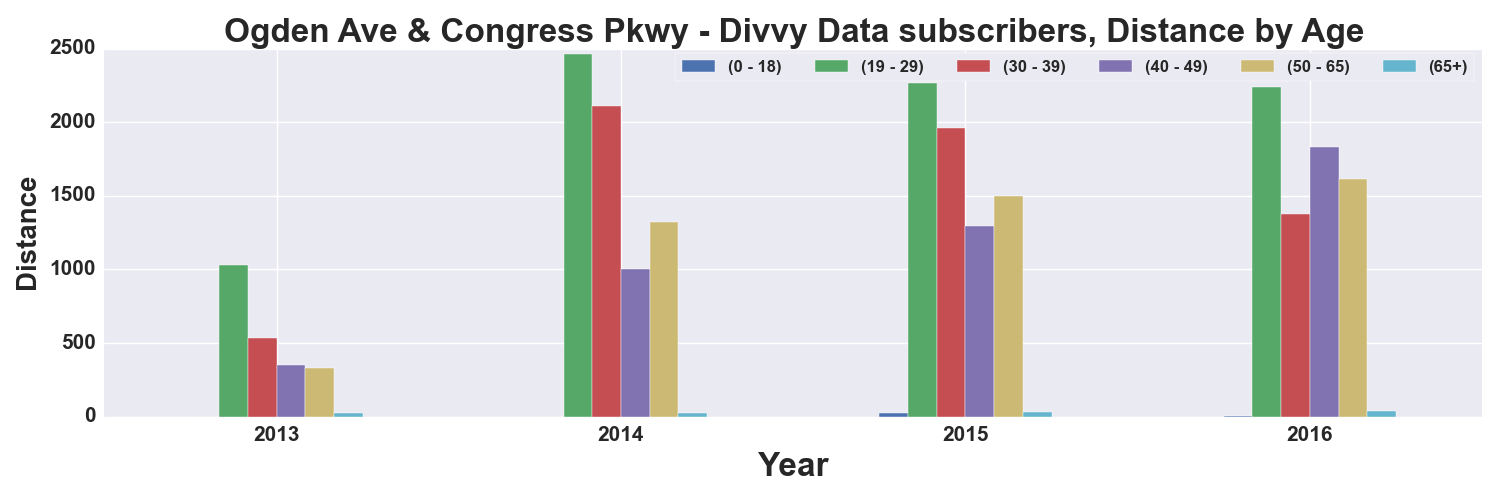 Ogden Ave & Congress Pkwy - Divvy Data subscribers, Distance by Age
(0 - 18) (19 - 29) (30 - 39) (40 - 49) (50 - 65) (65+)
2500
2000
1500
1000
500
0
Distance
2013 2014 2015 2016
Year